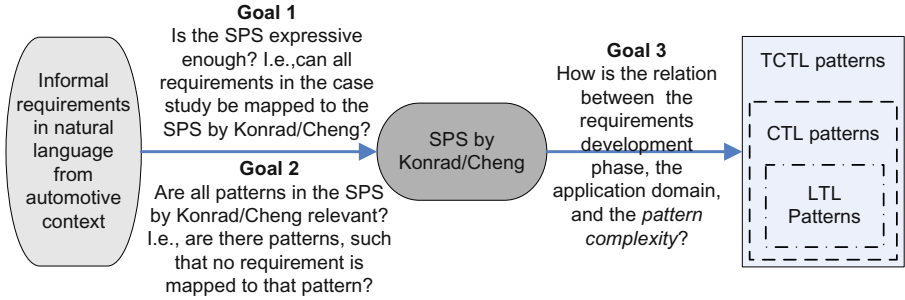 Informal
requirements
in natural
language
from
automotive
context
Goal 1
Is the SPS expressive
enough? I.e.,can all
requirements in the case
study be mapped to the
SPS by Konrad/Cheng?
Goal 2
Are all patterns in the SPS
by Konrad/Cheng relevant?
I.e., are there patterns, such
that no requirement is
mapped to that pattern?
SPS by
Konrad/Cheng
Goal 3
How is the relation
between the
requirements
development
phase, the
application domain,
and the pattern
complexity?
TCTL patterns
CTL patterns
LTL
Patterns